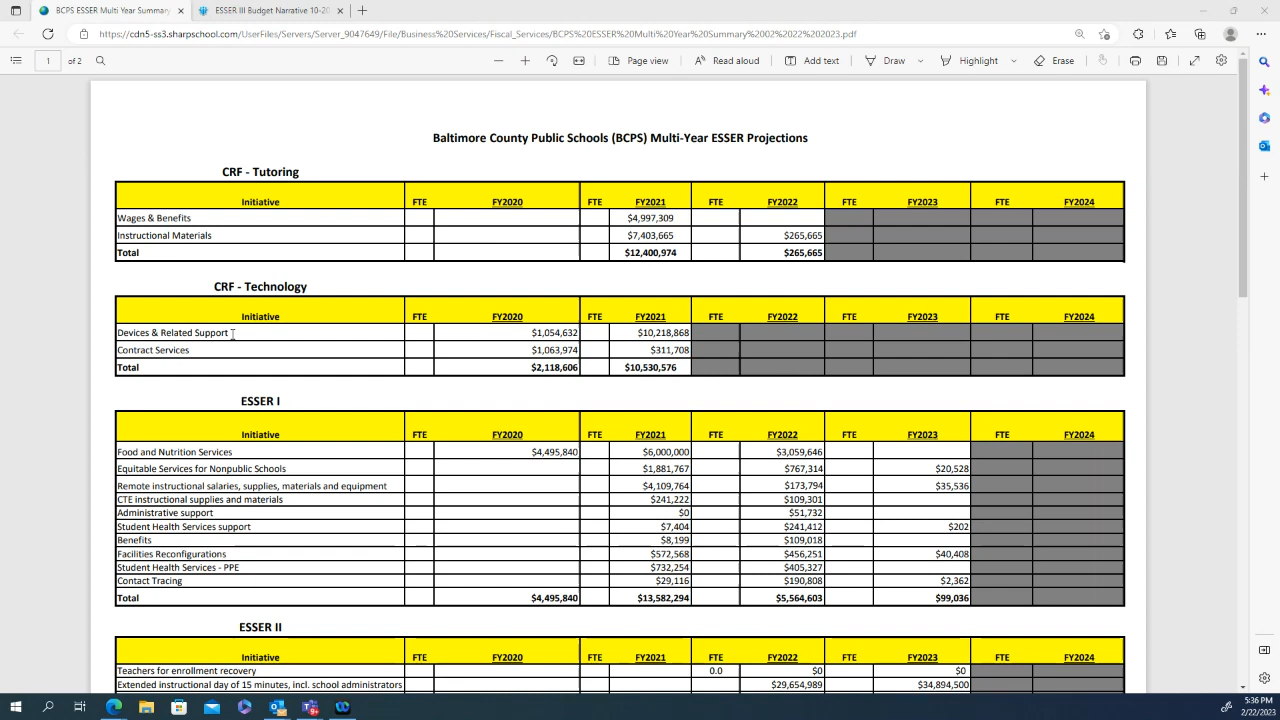 BCPS ESSER Multi Year Summary
ESSER III Budget Narrative 10-20
https://cdn5-ss3.sharpschool.com/UserFiles/Servers/Server_9047649/File/Business%20Services/Fiscal_Services/BCPS%20ESSER%20Multi%20Year%20Summary%2002%2022%202023.pdf
1 of 2 Page view Read aloud Add text Draw Highlight Erase
Baltimore County Public Schools (BCPS) Multi-Year ESSER Projections
CRF - Tutoring
Initiative FTE FY2020 FTE FY2021 FTE FY2022 FTE FY2023 FTE FY2024
Wages & Benefits $4,997,309
Instructional Materials $7,403,665 $265,665
Total $12,400,974 $265,665
CRF - Technology
Initiative FTE FY2020 FTE FY2021 FTE FY2022 FTE FY2023 FTE FY2024
Devices & Related Support $1,054,632 $10,218,868
Contract Services $1,063,974 $311,708
Total $2,118,606 $10,530,576
ESSER I
Initiative FTE FY2020 FTE FY2021 FTE FY2022 FTE FY2023 FTE FY2024
Food and Nutrition Services $4,495,840 $6,000,000 $3,059,646
Equitable Services for Nonpublic Schools $1,881,767 $767,314 $20,528
Remote instructional salaries, supplies, materials and equipment $4,109,764 $173,794 $35,536
CTE instructional supplies and materials $241,222 $109,301
Administrative support $0 $51,732
Student Health Services support $7,404 $241,412 $202
Benefits $8,199 $109,018
Facilities Reconfigurations $572,568 $456,251 $40,408
Student Health Services - PPE $732,254 $405,327
Contact Tracing $29,116 $190,808 $2,362
Total $4,495,840 $13,582,294 $5,564,603 $99,036
ESSER II
Initiative FTE FY2020 FTE FY2021 FTE FY2022 FTE FY2023 FTE FY2024
Teachers for enrollment recovery 0.0 $0 $0
Extended instructional day of 15 minutes, incl. school administrators $29,654,989 $34,894,500
5:36 PM
2/22/2023